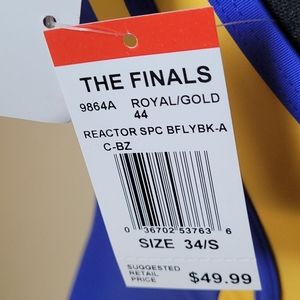 THE FINALS
9864A ROYAL/GOLD
44
REACTOR SPC BFLYBK-A
C-BZ
0 36702 53763 6
SIZE 34/S
SUGGESTED
RETAIL
PRICE $49.99